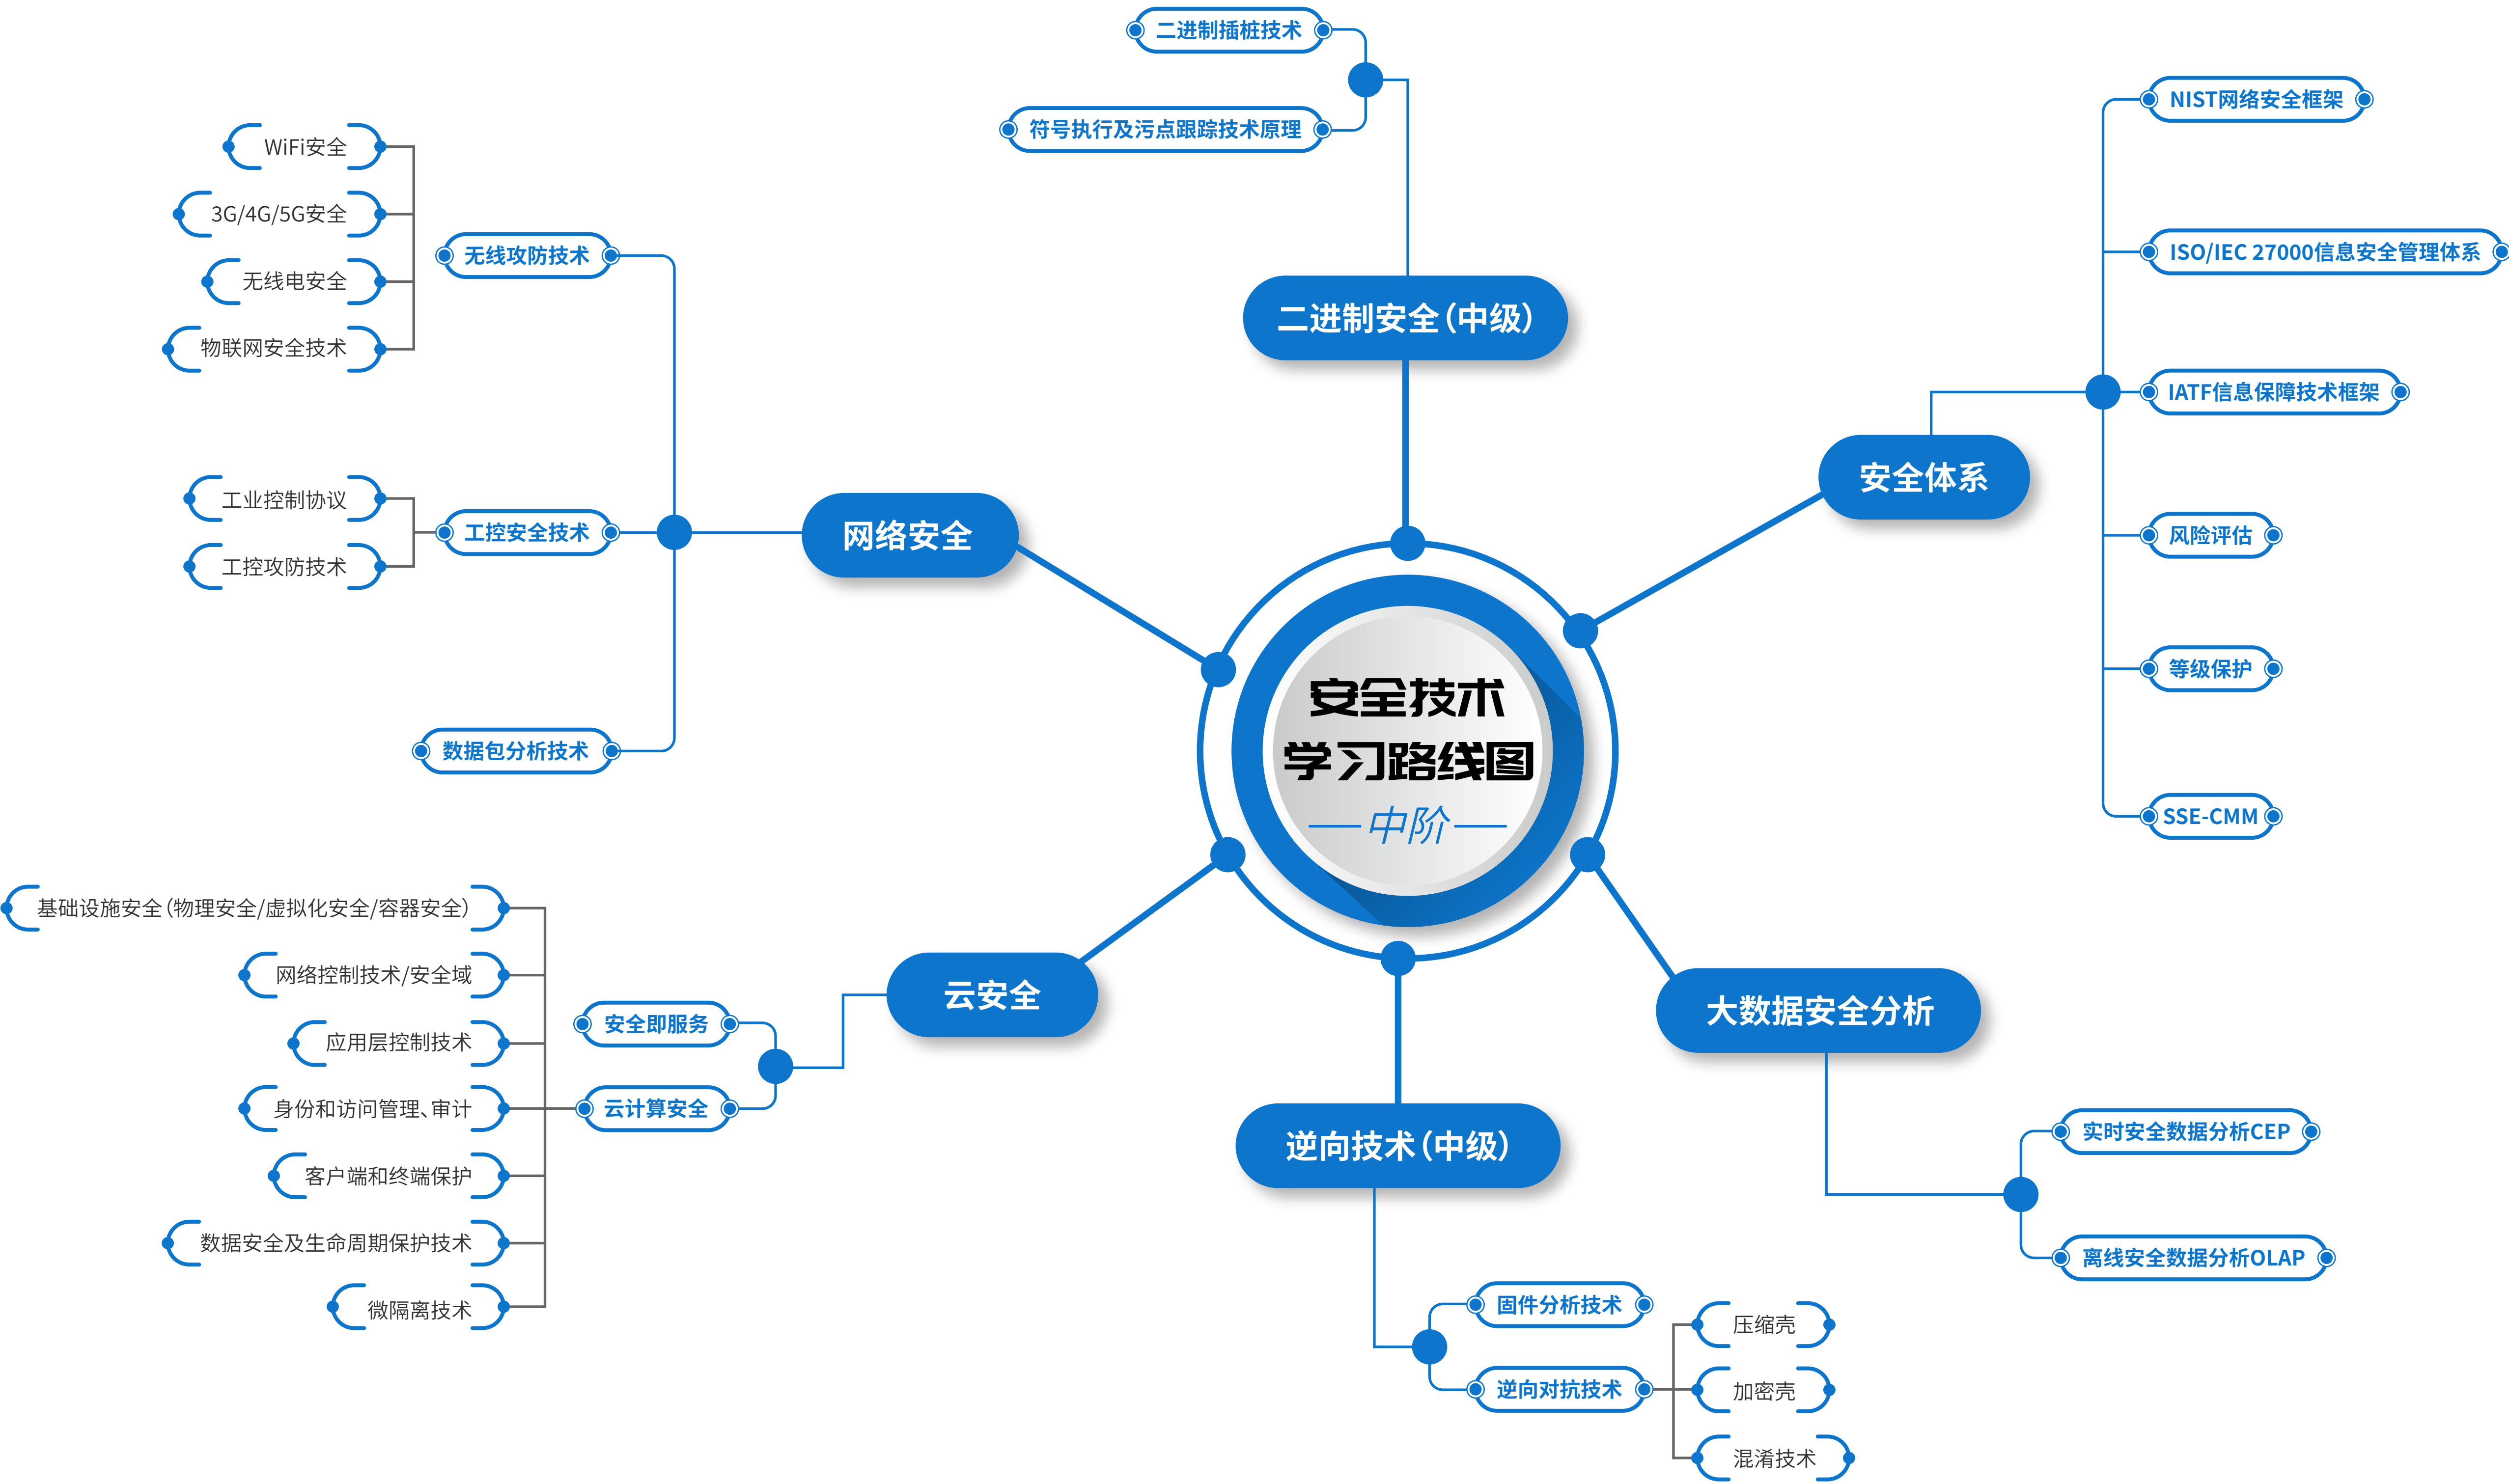 安全技术
学习路线图
中阶
二进制安全（中级）
二进制插桩技术
符号执行及污点跟踪技术原理
安全体系
NIST网络安全框架
ISO/IEC 27000信息安全管理体系
IATF信息保障技术框架
风险评估
等级保护
SSE-CMM
大数据安全分析
实时安全数据分析CEP
离线安全数据分析OLAP
逆向技术（中级）
固件分析技术
逆向对抗技术
压缩壳
加密壳
混淆技术
云安全
安全即服务
云计算安全
基础设施安全（物理安全/虚拟化安全/容器安全）
网络控制技术/安全域
应用层控制技术
身份和访问管理、审计
客户端和终端保护
数据安全及生命周期保护技术
微隔离技术
网络安全
无线攻防技术
WiFi安全
3G/4G/5G安全
无线电安全
物联网安全技术
工控安全技术
工业控制协议
工控攻防技术
数据包分析技术